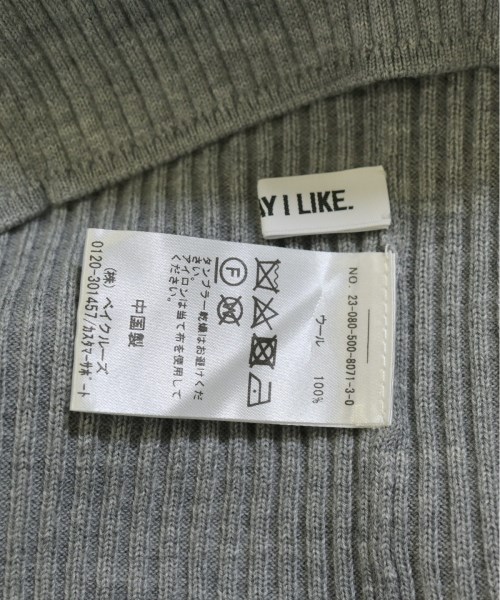 Y I LIKE.
NO. 23-080-500-8071-3-0
ウール 100%
タンブラー乾燥はお避けくだ
さい。
アイロンは当て布を使用して
ください。
中国製
(株) ベイクルーズ
0120-301457/カスタマーサポート